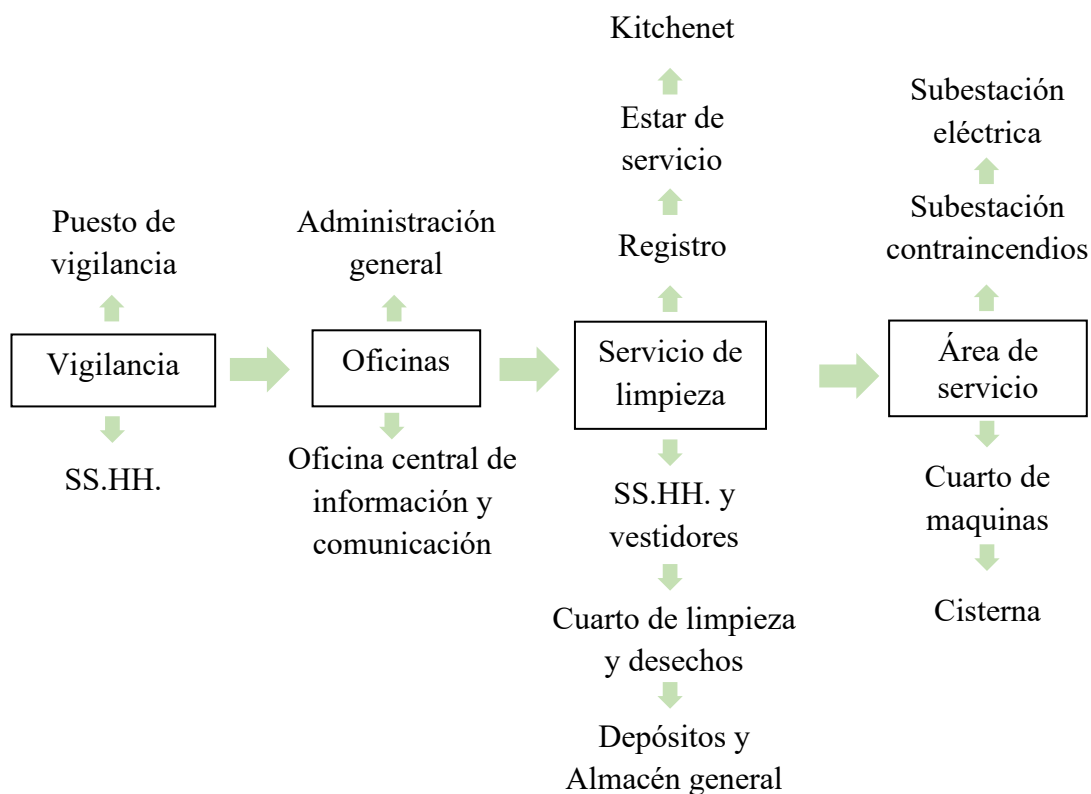 Kitchenet
Estar de
servicio
Subestación
eléctrica
Puesto de
vigilancia
Administración
general
Registro
Subestación
contraincendios
Vigilancia
Oficinas
Servicio de
limpieza
Área de
servicio
SS.HH.
Oficina central de
información y
comunicación
SS.HH. y
vestidores
Cuarto de
maquinas
Cuarto de limpieza
y desechos
Cisterna
Depósitos y
Almacén general